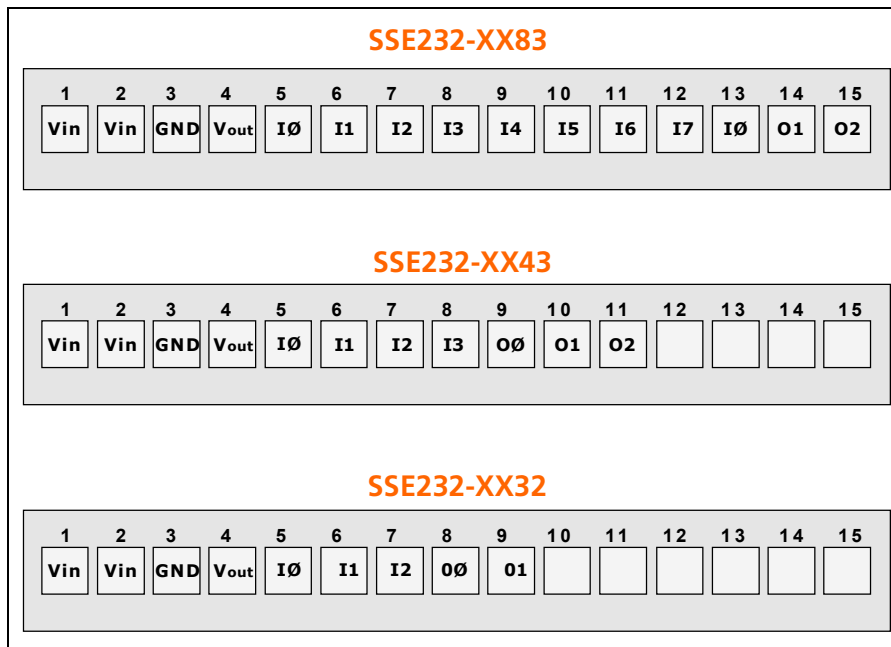 SSE232-XX83
1 2 3 4 5 6 7 8 9 10 11 12 13 14 15
Vin Vin GND Vout IØ I1 I2 I3 I4 I5 I6 I7 IØ O1 O2
SSE232-XX43
1 2 3 4 5 6 7 8 9 10 11 12 13 14 15
Vin Vin GND Vout IØ I1 I2 I3 OØ O1 O2
SSE232-XX32
1 2 3 4 5 6 7 8 9 10 11 12 13 14 15
Vin Vin GND Vout IØ I1 I2 0Ø 01